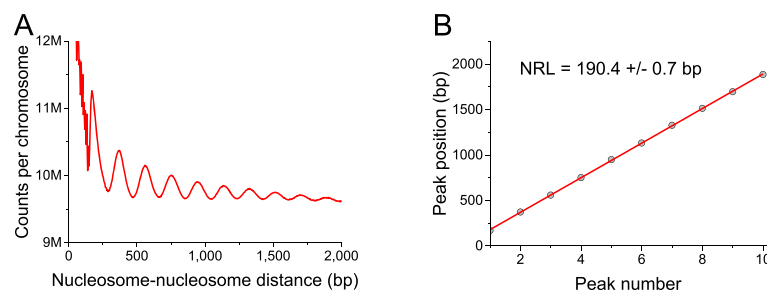 A
12M
11M
10M
9M
Counts per chromosome
0
500
1,000
1,500
2,000
Nucleosome-nucleosome distance (bp)
B
NRL = 190.4 +/- 0.7 bp
2000
1500
1000
500
0
Peak position (bp)
2
4
6
8
10
Peak number